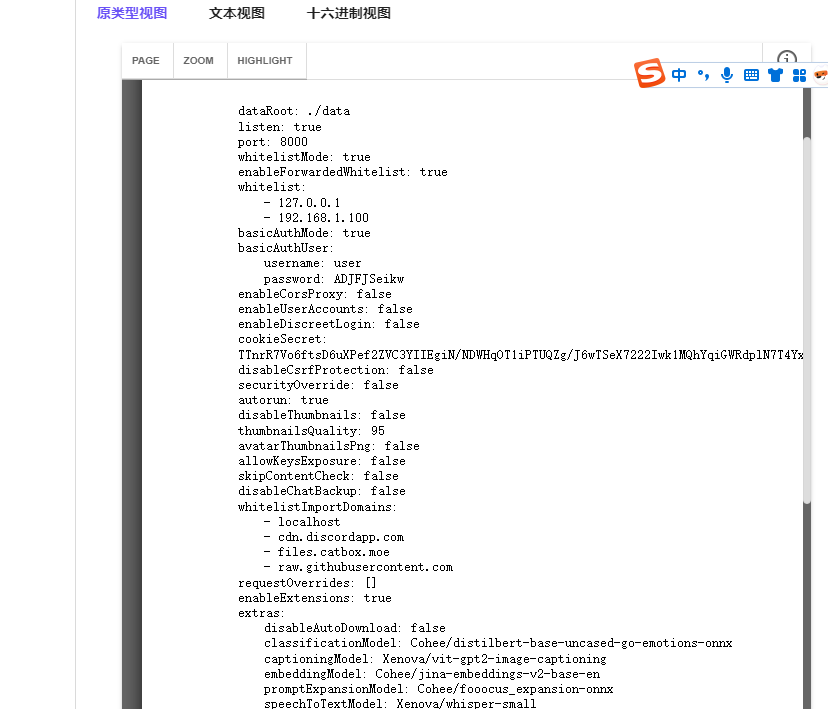 原类型视图 文本视图 十六进制视图
PAGE ZOOM HIGHLIGHT
中
dataRoot: ./data
listen: true
port: 8000
whitelistMode: true
enableForwardedWhitelist: true
whitelist:
- 127.0.0.1
- 192.168.1.100
basicAuthMode: true
basicAuthUser:
username: user
password: ADJFJSeikw
enableCorsProxy: false
enableUserAccounts: false
enableDiscreetLogin: false
cookieSecret:
TTnrR7Vo6ftsD6uXPef2ZVC3YIIEgiN/NDWHqOT1iPTUQZg/J6wTSeX7222Iwk1MQhYqiGWRdplN7T4Yx
disableCsrfProtection: false
securityOverride: false
autorun: true
disableThumbnails: false
thumbnailsQuality: 95
avatarThumbnailsPng: false
allowKeysExposure: false
skipContentCheck: false
disableChatBackup: false
whitelistImportDomains:
- localhost
- cdn.discordapp.com
- files.catbox.moe
- raw.githubusercontent.com
requestOverrides: []
enableExtensions: true
extras:
disableAutoDownload: false
classificationModel: Cohee/distilbert-base-uncased-go-emotions-onnx
captioningModel: Xenova/vit-gpt2-image-captioning
embeddingModel: Cohee/jina-embeddings-v2-base-en
promptExpansionModel: Cohee/fooocus_expansion-onnx
speechToTextModel: Xenova/whisper-small